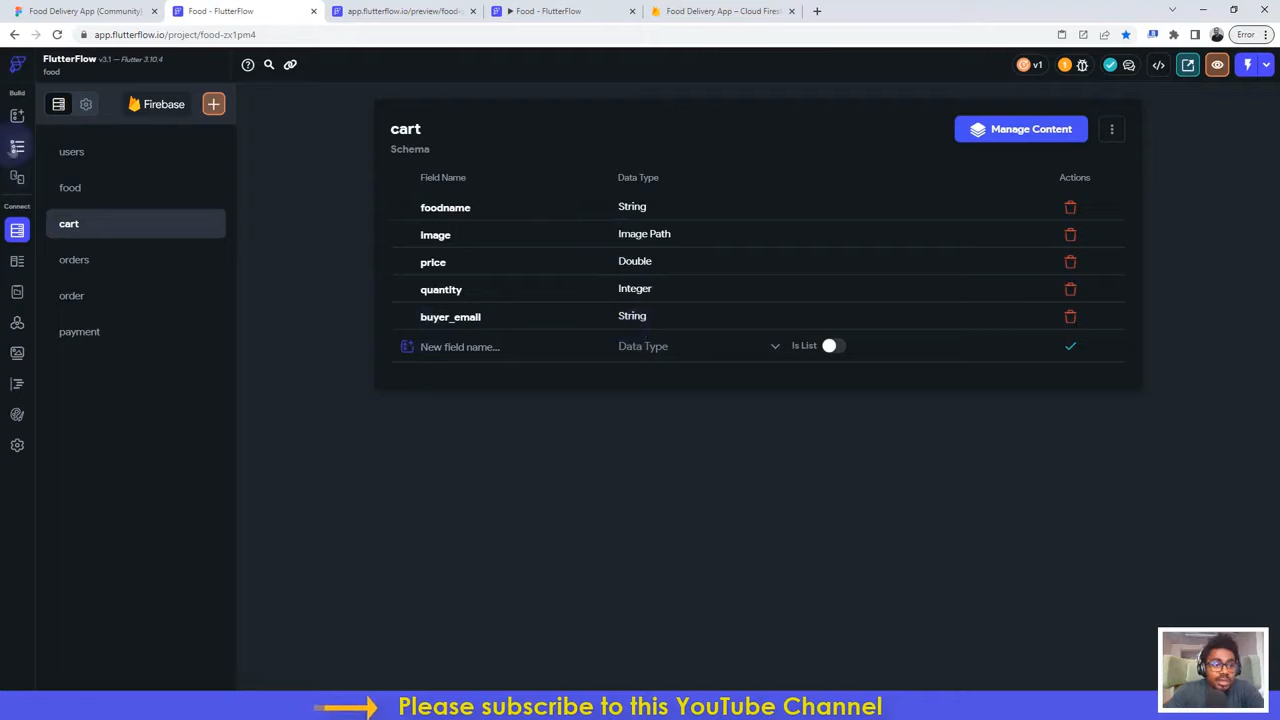 Food Delivery App (Community)
Food - FlutterFlow
app.flutterflow.io/preview/food-
Food - FlutterFlow
Food Delivery App – Cloud Fires
app.flutterflow.io/project/food-zx1pm4
Error
FlutterFlow v3.1 — Flutter 3.10.4
food
v1
1
Build
Connect
Firebase
users
food
cart
orders
order
payment
cart
Schema
Manage Content
Field Name Data Type Actions
foodname String
image Image Path
price Double
quantity Integer
buyer_email String
New field name... Data Type Is List
Please subscribe to this YouTube Channel